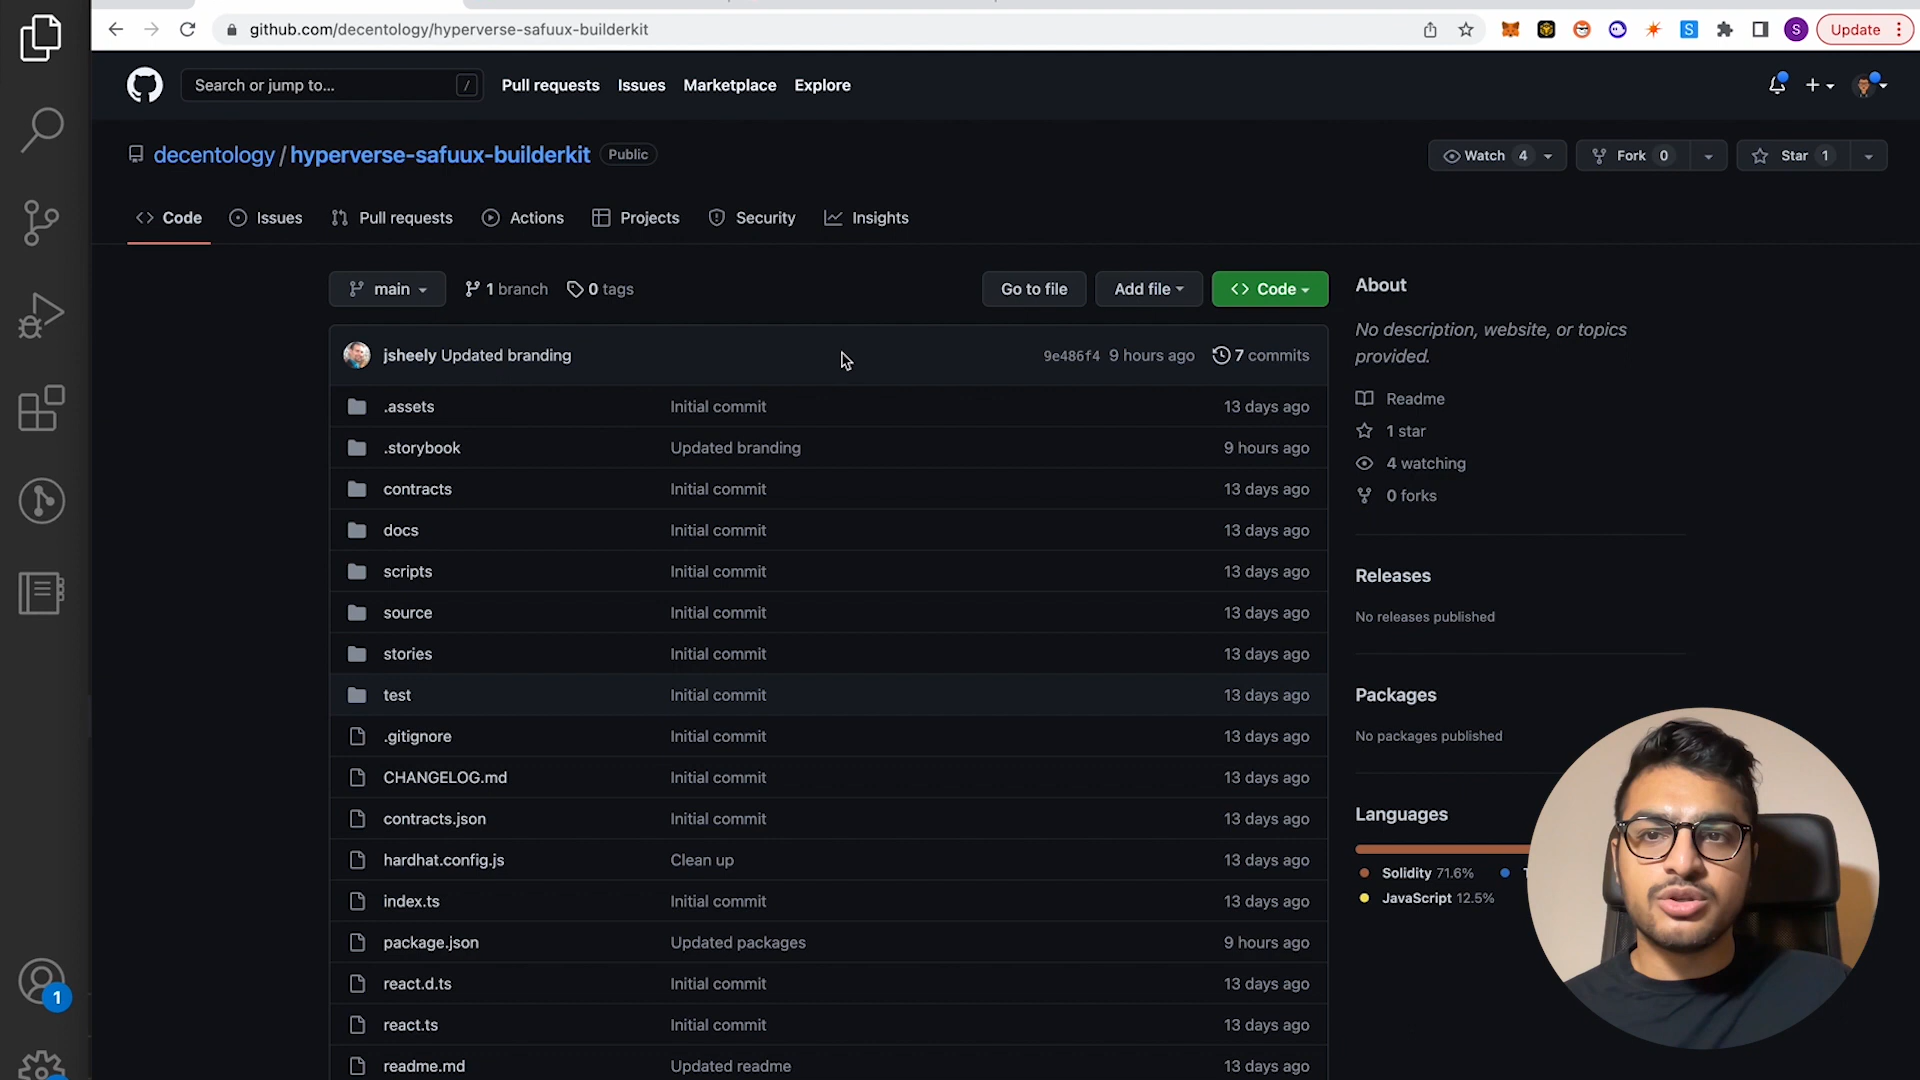 github.com/decentology/hyperverse-safuux-builderkit
S
S
Update
Search or jump to...
/
Pull requests
Issues
Marketplace
Explore
decentology / hyperverse-safuux-builderkit
Public
Watch 4
Fork 0
Star 1
Code
Issues
Pull requests
Actions
Projects
Security
Insights
main
1 branch
0 tags
Go to file
Add file
Code
jsheely Updated branding 9e486f4 9 hours ago 7 commits
.assets Initial commit 13 days ago
.storybook Updated branding 9 hours ago
contracts Initial commit 13 days ago
docs Initial commit 13 days ago
scripts Initial commit 13 days ago
source Initial commit 13 days ago
stories Initial commit 13 days ago
test Initial commit 13 days ago
.gitignore Initial commit 13 days ago
CHANGELOG.md Initial commit 13 days ago
contracts.json Initial commit 13 days ago
hardhat.config.js Clean up 13 days ago
index.ts Initial commit 13 days ago
package.json Updated packages 9 hours ago
react.d.ts Initial commit 13 days ago
react.ts Initial commit 13 days ago
readme.md Updated readme 13 days ago
About
No description, website, or topics
provided.
Readme
1 star
4 watching
0 forks
Releases
No releases published
Packages
No packages published
Languages
Solidity 71.6%
JavaScript 12.5%
1